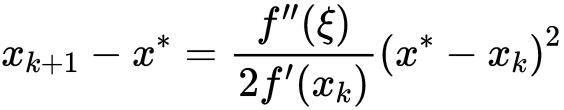 $x_{k+1} - x^* = \frac{f''(\xi)}{2f'(x_k)}(x^* - x_k)^2$